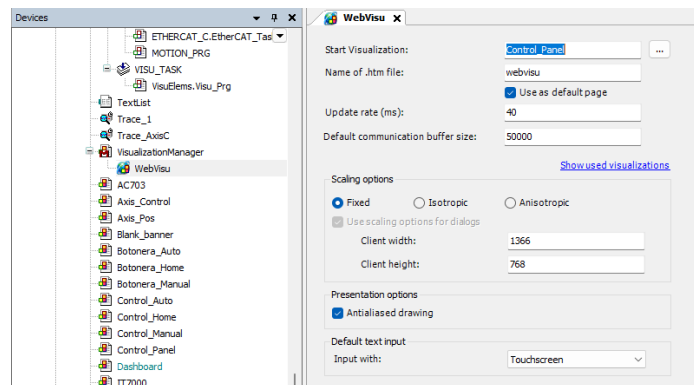 Devices
ETHERCAT_C.EtherCAT_Tas
MOTION_PRG
VISU_TASK
VisuElems.Visu_Prg
TextList
Trace_1
Trace_AxisC
VisualizationManager
WebVisu
AC703
Axis_Control
Axis_Pos
Blank_banner
Botonera_Auto
Botonera_Home
Botonera_Manual
Control_Auto
Control_Home
Control_Manual
Control_Panel
Dashboard
IT7000
WebVisu
Start Visualization: Control_Panel ...
Name of .htm file: webvisu
Use as default page
Update rate (ms): 40
Default communication buffer size: 50000
Show used visualizations
Scaling options
Fixed Isotropic Anisotropic
Use scaling options for dialogs
Client width: 1366
Client height: 768
Presentation options
Antialiased drawing
Default text input
Input with: Touchscreen